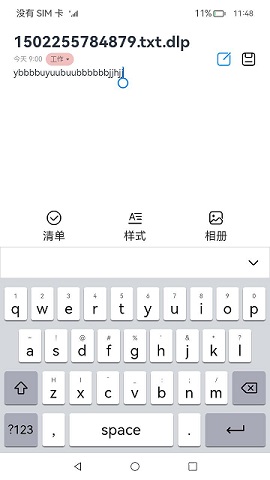 没有 SIM 卡 11% 11:48
1502255784879.txt.dlp
今天 9:00 工作
ybbbbuyuubuubbbbbbjjhjj
清单 样式 相册
1 2 3 4 5 6 7 8 9 0
q w e r t y u i o p
~ ! @ # % ' & * ?
a s d f g h j k l
z x c v b n m
?123 , space .